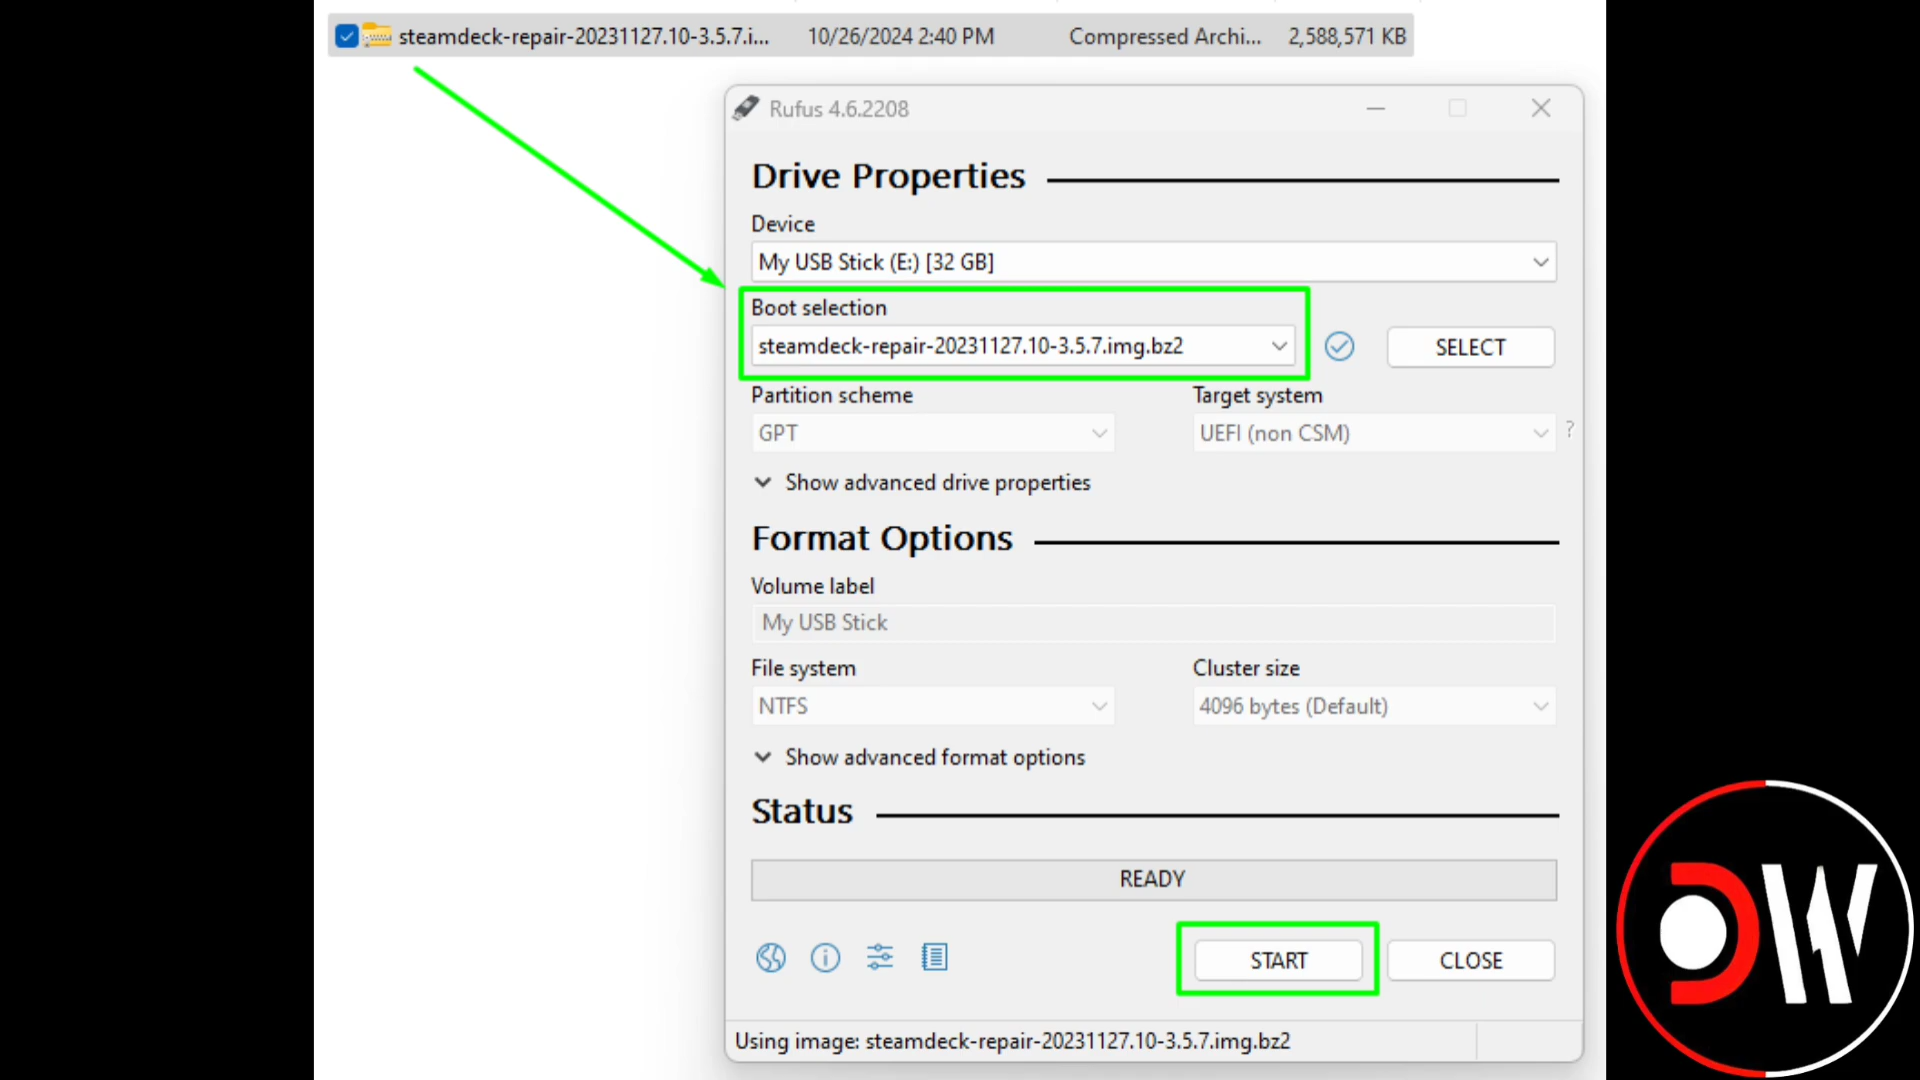 steamdeck-repair-20231127.10-3.5.7.i... 10/26/2024 2:40 PM Compressed Archi... 2,588,571 KB
Rufus 4.6.2208
Drive Properties
Device
My USB Stick (E:) [32 GB]
Boot selection
steamdeck-repair-20231127.10-3.5.7.img.bz2
SELECT
Partition scheme Target system
GPT UEFI (non CSM) ?
Show advanced drive properties
Format Options
Volume label
My USB Stick
File system Cluster size
NTFS 4096 bytes (Default)
Show advanced format options
Status
READY
START CLOSE
Using image: steamdeck-repair-20231127.10-3.5.7.img.bz2
DW